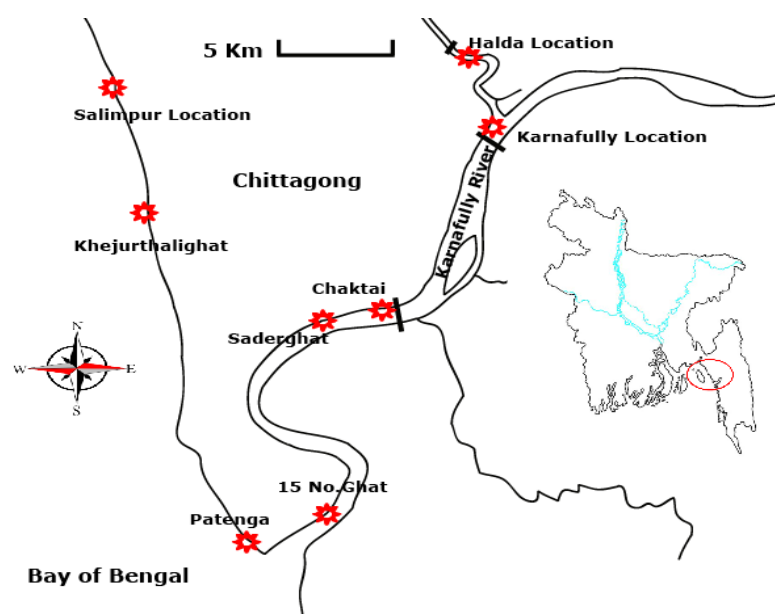 Halda Location
5 Km
Salimpur Location
Karnafully Location
Chittagong
Karnafully River
Khejurthalighat
Chaktai
Saderghat
N
W
E
S
15 No.Ghat
Patenga
Bay of Bengal